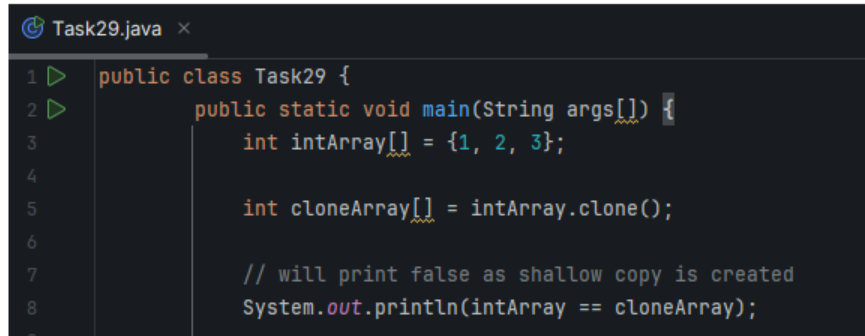 Task29.java ×
1 public class Task29 {
2 public static void main(String args[]) {
3 int intArray[] = {1, 2, 3};
4
5 int cloneArray[] = intArray.clone();
6
7 // will print false as shallow copy is created
8 System.out.println(intArray == cloneArray);